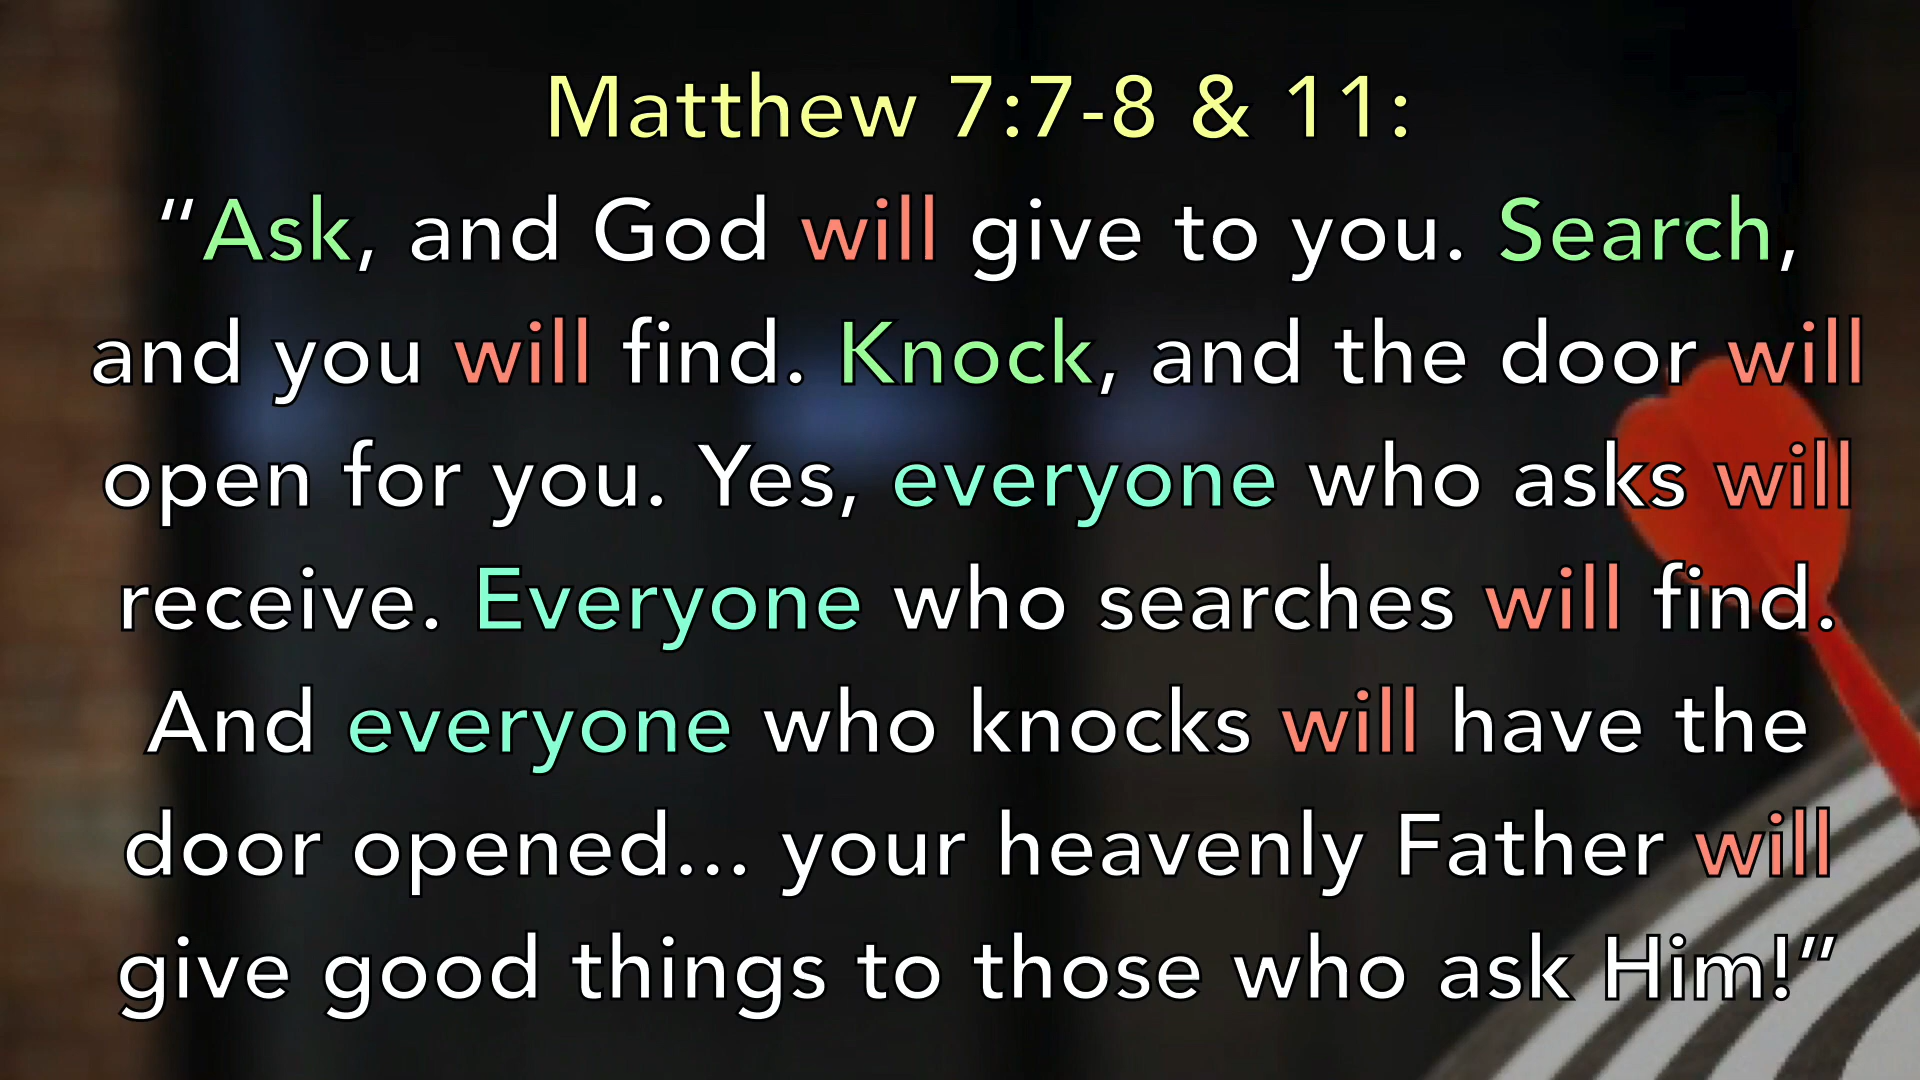 Matthew 7:7-8 & 11:
“Ask, and God will give to you. Search,
and you will find. Knock, and the door will
open for you. Yes, everyone who asks will
receive. Everyone who searches will find.
And everyone who knocks will have the
door opened... your heavenly Father will
give good things to those who ask Him!”